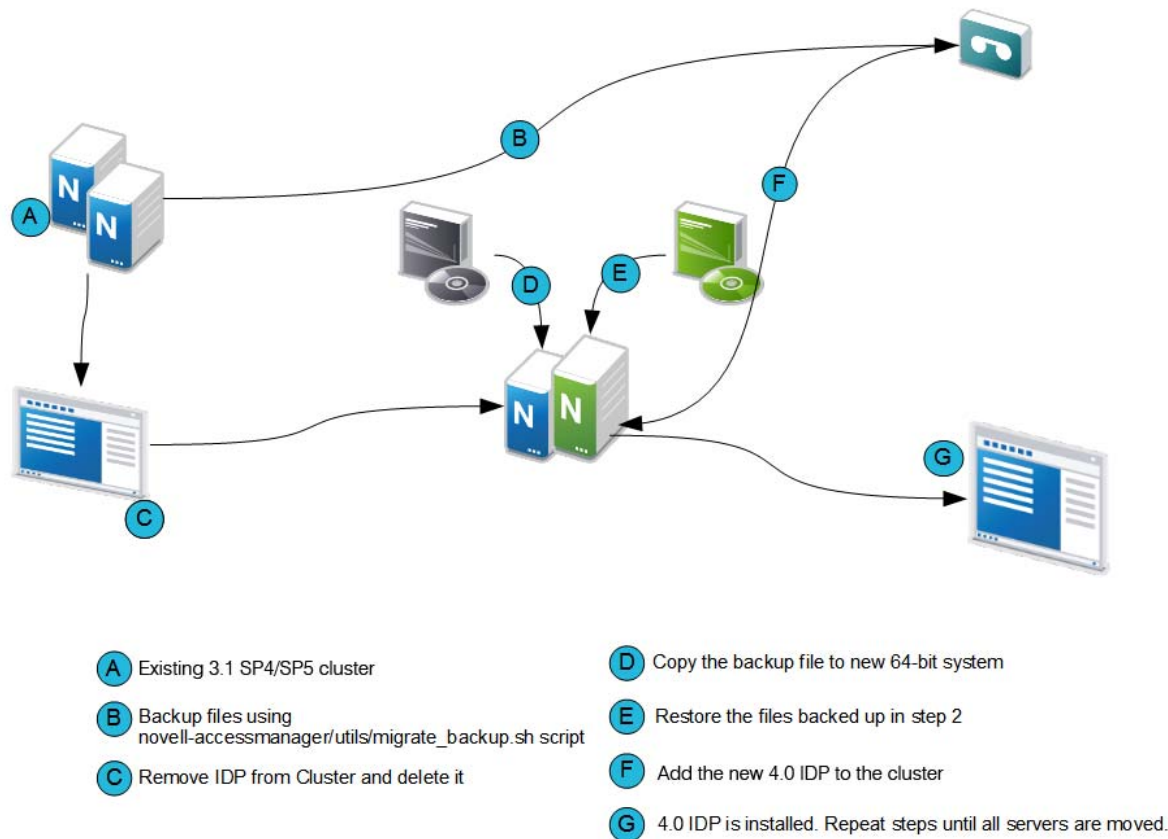 B
F
N
N
A
D
E
N
N
G
C
A Existing 3.1 SP4/SP5 cluster
B Backup files using
novell-accessmanager/utils/migrate_backup.sh script
C Remove IDP from Cluster and delete it
D Copy the backup file to new 64-bit system
E Restore the files backed up in step 2
F Add the new 4.0 IDP to the cluster
G 4.0 IDP is installed. Repeat steps until all servers are moved.